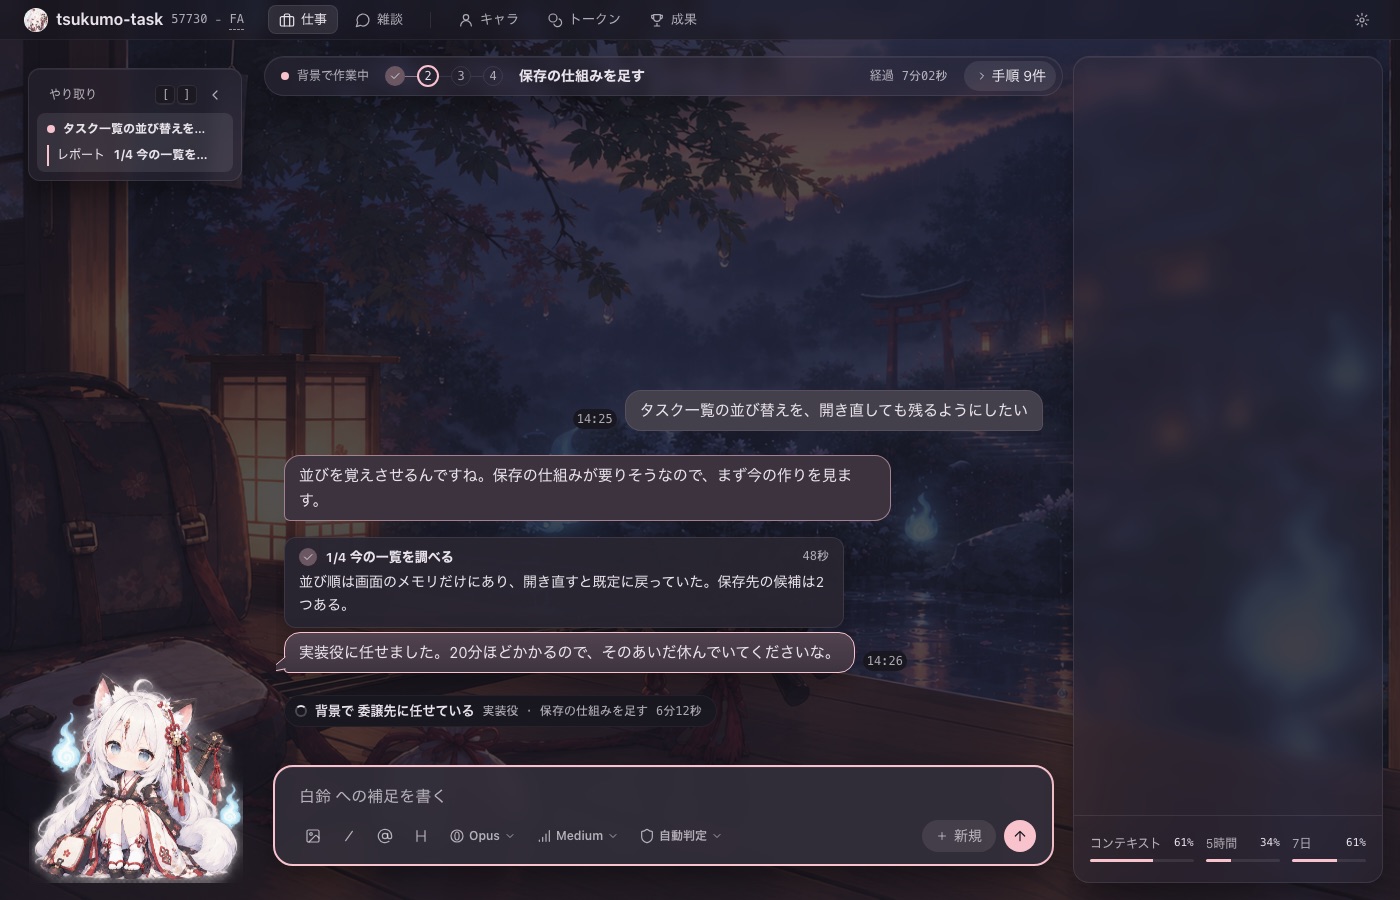 tsukumo-task 57730 - FA 仕事 雑談 キャラ トークン 成果
やり取り [ ]
タスク一覧の並び替えを...
レポート 1/4 今の一覧を...
背景で作業中 2 3 4 保存の仕組みを足す 経過 7分02秒 手順 9件
14:25 タスク一覧の並び替えを、開き直しても残るようにしたい
並びを覚えさせるんですね。保存の仕組みが要りそうなので、まず今の作りを見ま
す。
1/4 今の一覧を調べる 48秒
並び順は画面のメモリだけにあり、開き直すと既定に戻っていた。保存先の候補は2
つある。
実装役に任せました。20分ほどかかるので、そのあいだ休んでいてくださいな。 14:26
背景で 委譲先に任せている 実装役 · 保存の仕組みを足す 6分12秒
白鈴 への補足を書く
/ @ H Opus Medium 自動判定 + 新規
コンテキスト 61% 5時間 34% 7日 61%